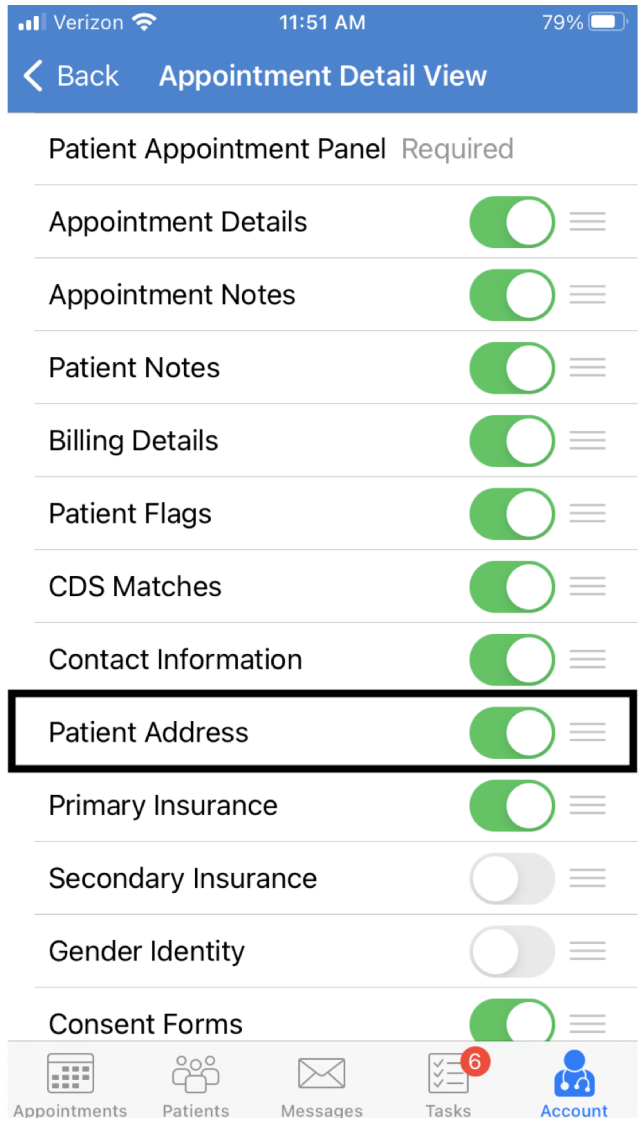 Verizon 11:51 AM 79%
Back Appointment Detail View
Patient Appointment Panel Required
Appointment Details
Appointment Notes
Patient Notes
Billing Details
Patient Flags
CDS Matches
Contact Information
Patient Address
Primary Insurance
Secondary Insurance
Gender Identity
Consent Forms
6
Appointments Patients Messages Tasks Account